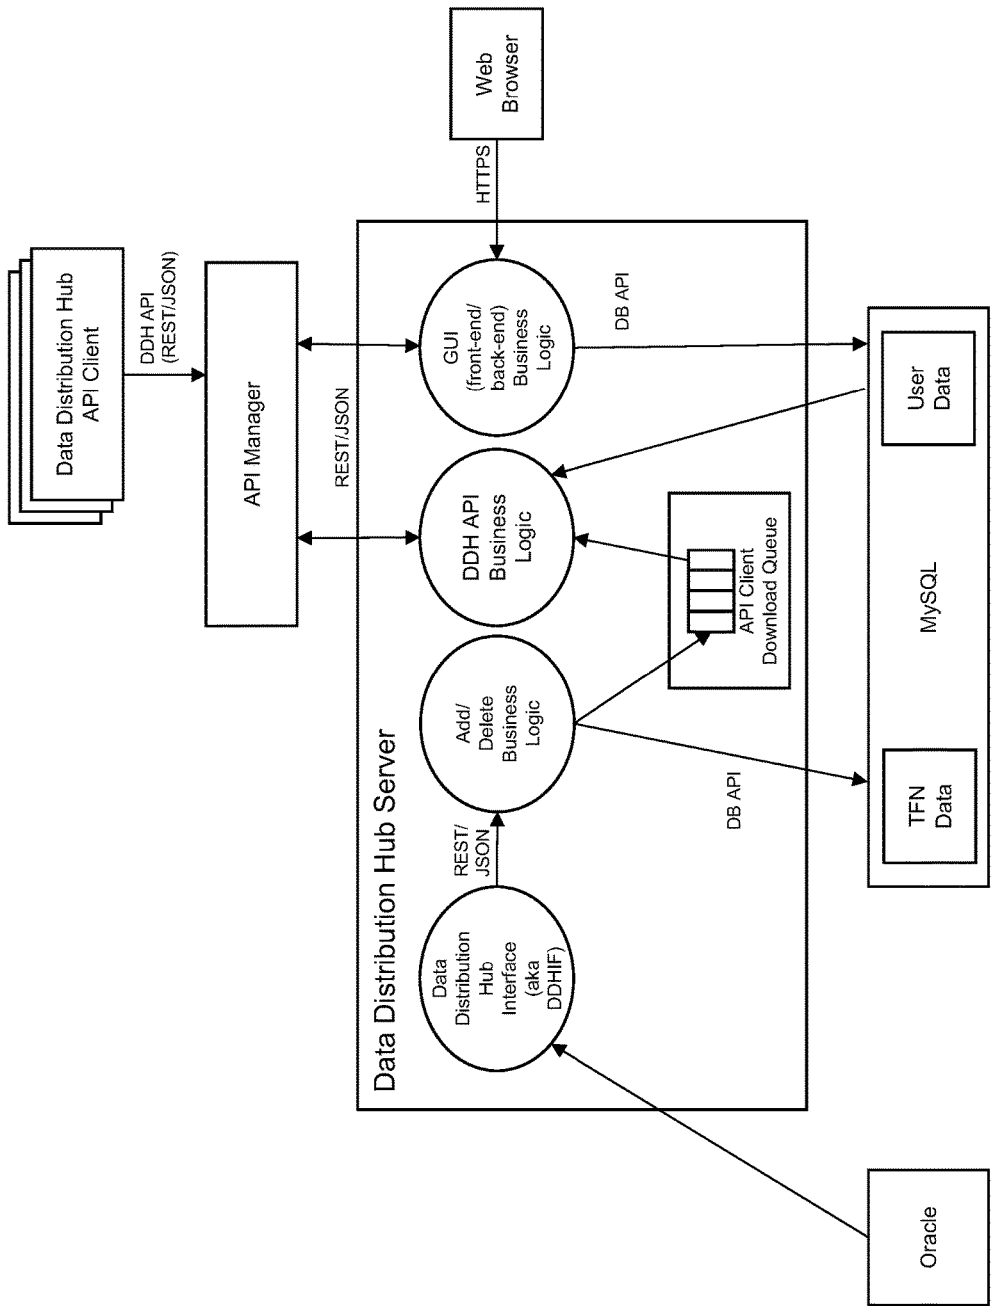 Data Distribution Hub
API Client
DDH API
(REST/JSON)
API Manager
REST/JSON
Web
Browser
HTTPS
Data Distribution Hub Server
Data
Distribution
Hub
Interface
(aka
DDHIF)
REST/
JSON
Add/
Delete
Business
Logic
DDH API
Business
Logic
GUI
(front-end/
back-end)
Business
Logic
API Client
Download Queue
DB API
DB API
Oracle
TFN
Data
MySQL
User
Data